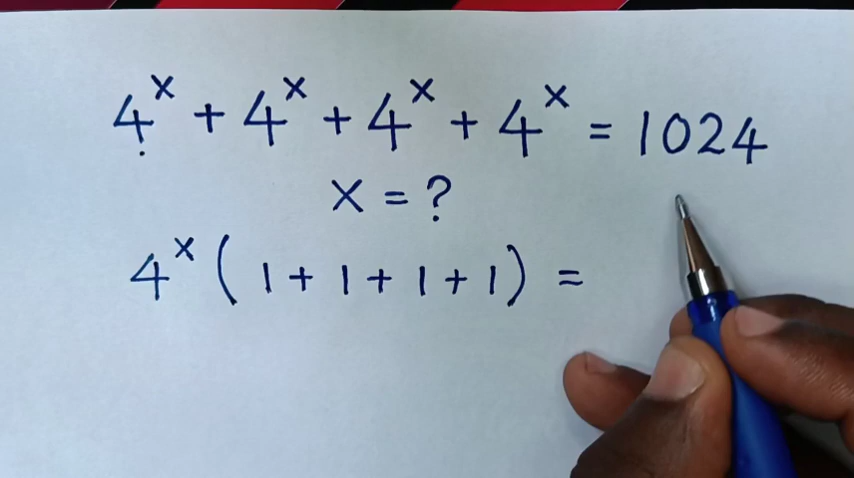 4^x + 4^x + 4^x + 4^x = 1024
x = ?
4^x ( 1 + 1 + 1 + 1 ) =